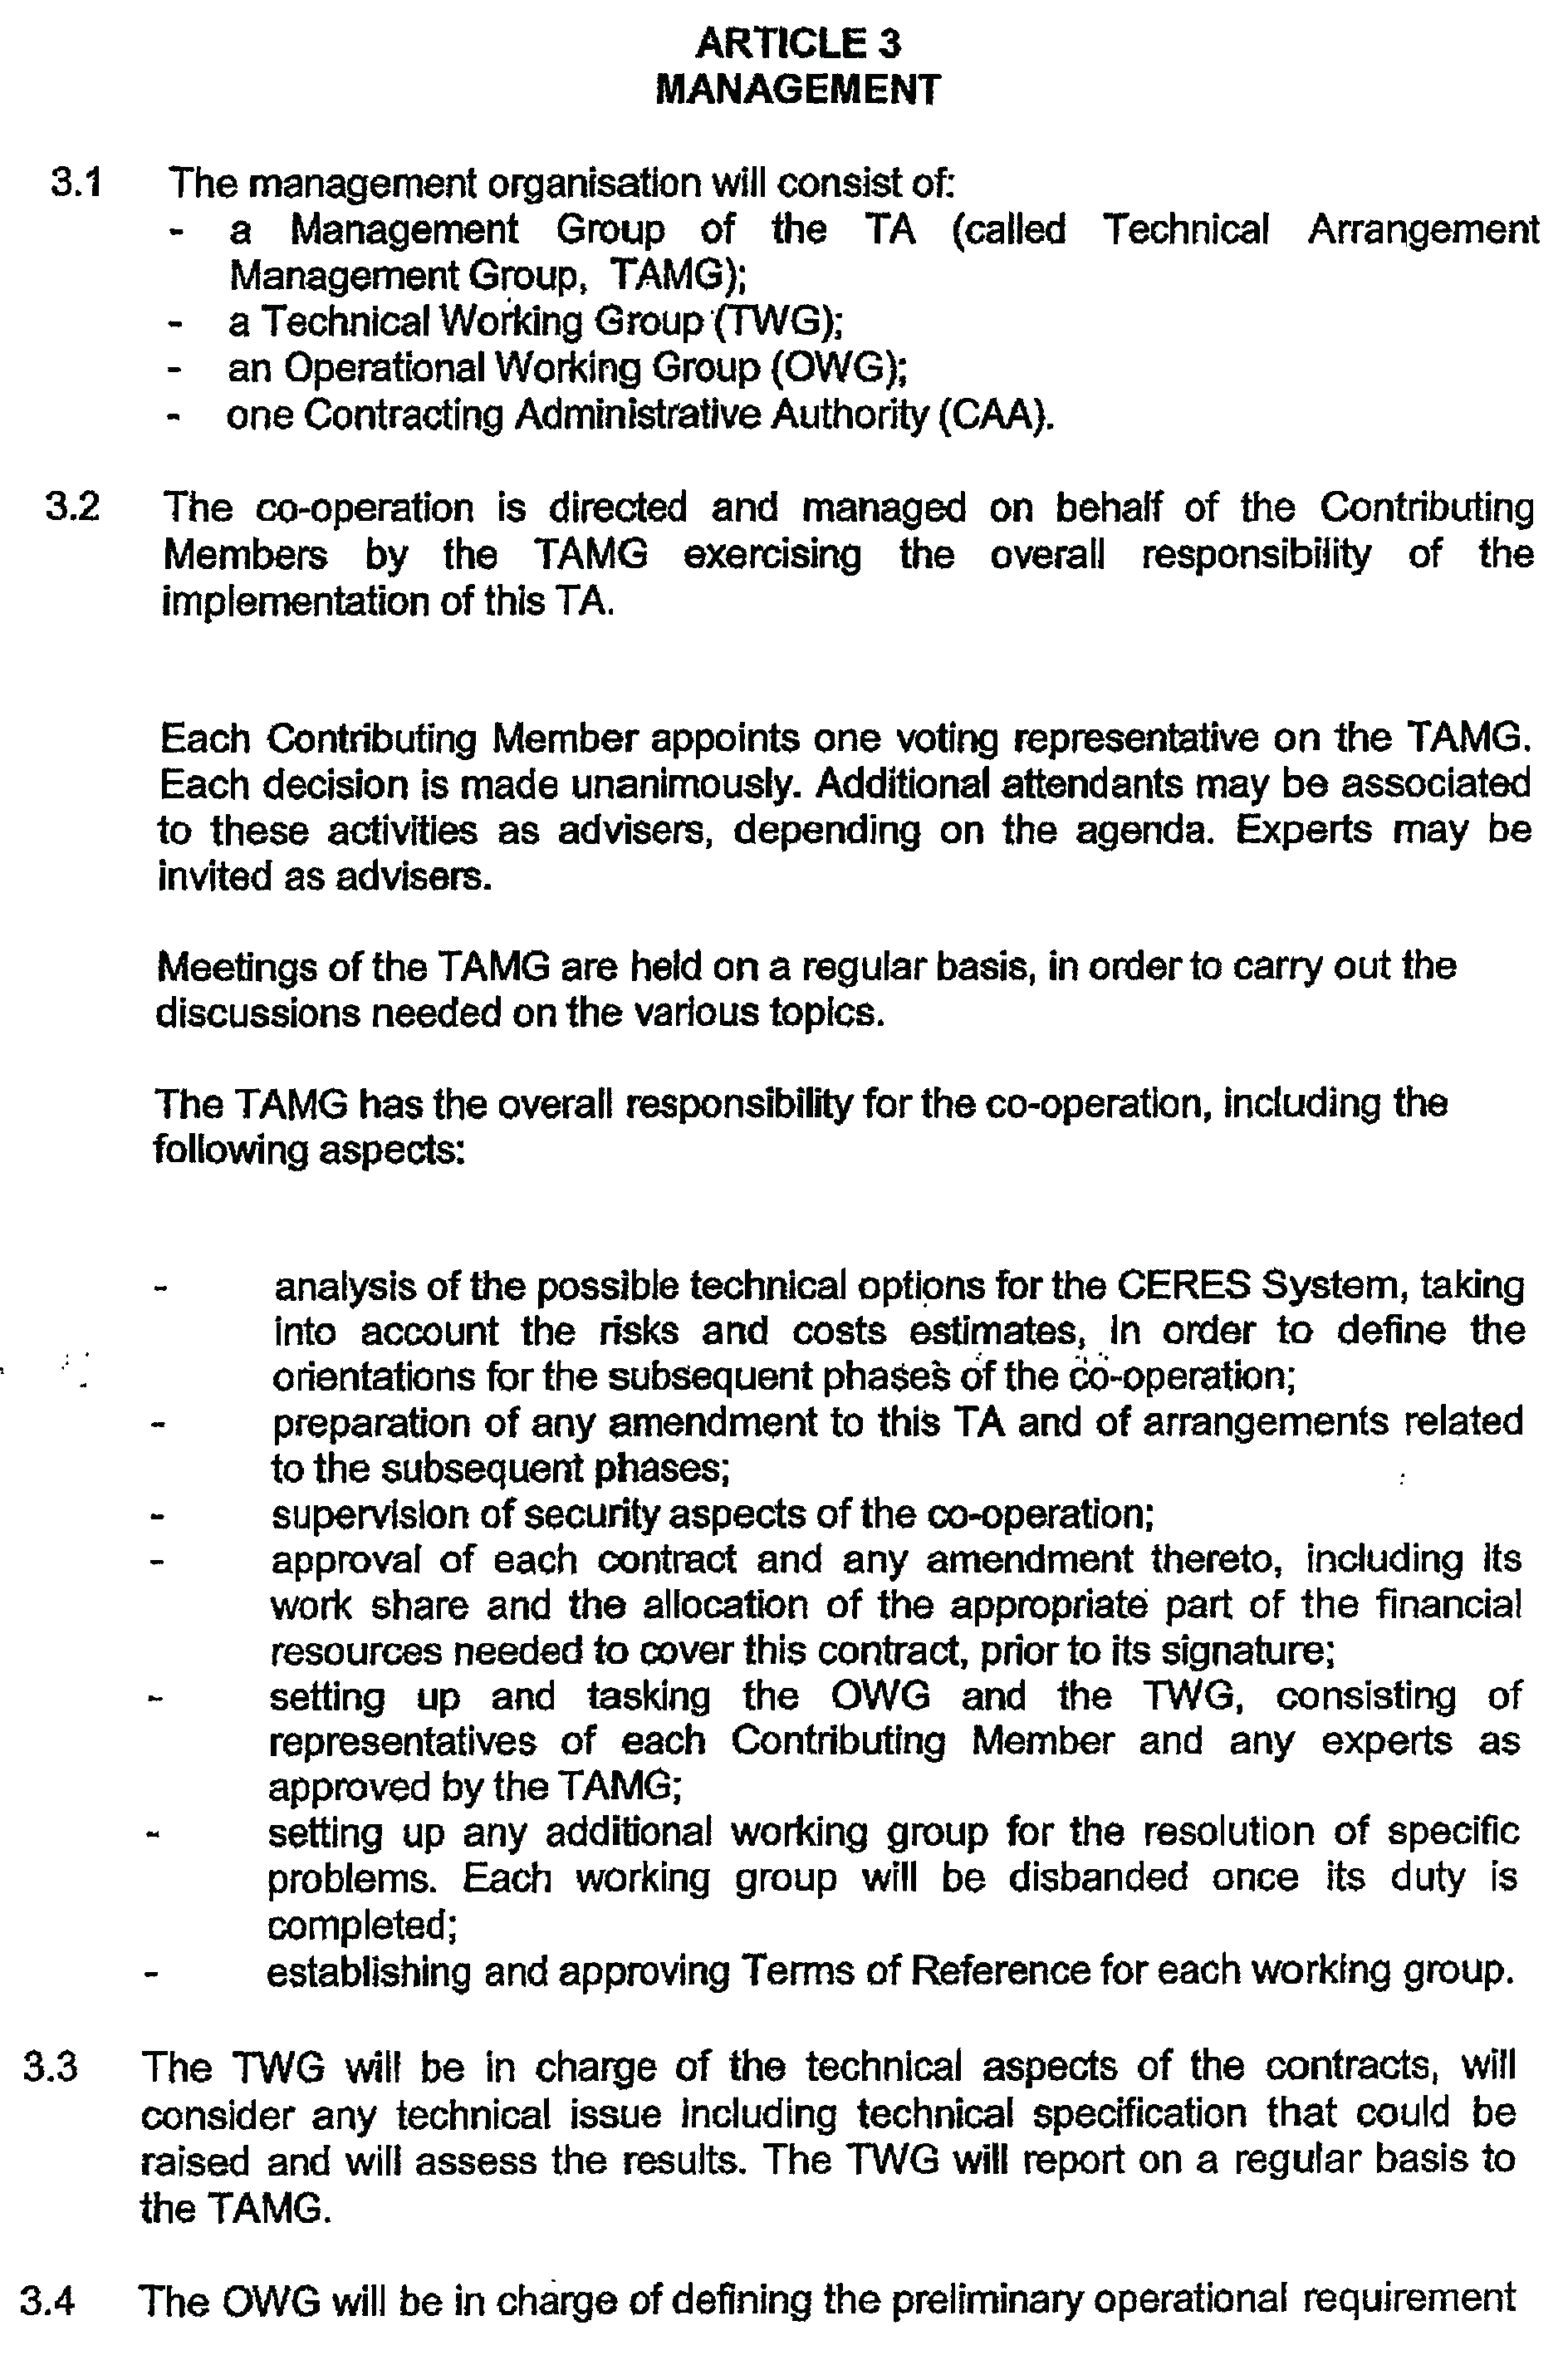 ARTICLE 3
MANAGEMENT
3.1 The management organisation will consist of:
- a Management Group of the TA (called Technical Arrangement
Management Group, TAMG);
- a Technical Working Group (TWG);
- an Operational Working Group (OWG);
- one Contracting Administrative Authority (CAA).
3.2 The co-operation is directed and managed on behalf of the Contributing
Members by the TAMG exercising the overall responsibility of the
implementation of this TA.
Each Contributing Member appoints one voting representative on the TAMG.
Each decision is made unanimously. Additional attendants may be associated
to these activities as advisers, depending on the agenda. Experts may be
invited as advisers.
Meetings of the TAMG are held on a regular basis, in order to carry out the
discussions needed on the various topics.
The TAMG has the overall responsibility for the co-operation, including the
following aspects:
- analysis of the possible technical options for the CERES System, taking
into account the risks and costs estimates, in order to define the
orientations for the subsequent phases of the co-operation;
- preparation of any amendment to this TA and of arrangements related
to the subsequent phases;
- supervision of security aspects of the co-operation;
- approval of each contract and any amendment thereto, including its
work share and the allocation of the appropriate part of the financial
resources needed to cover this contract, prior to its signature;
- setting up and tasking the OWG and the TWG, consisting of
representatives of each Contributing Member and any experts as
approved by the TAMG;
- setting up any additional working group for the resolution of specific
problems. Each working group will be disbanded once its duty is
completed;
- establishing and approving Terms of Reference for each working group.
3.3 The TWG will be in charge of the technical aspects of the contracts, will
consider any technical issue including technical specification that could be
raised and will assess the results. The TWG will report on a regular basis to
the TAMG.
3.4 The OWG will be in charge of defining the preliminary operational requirement